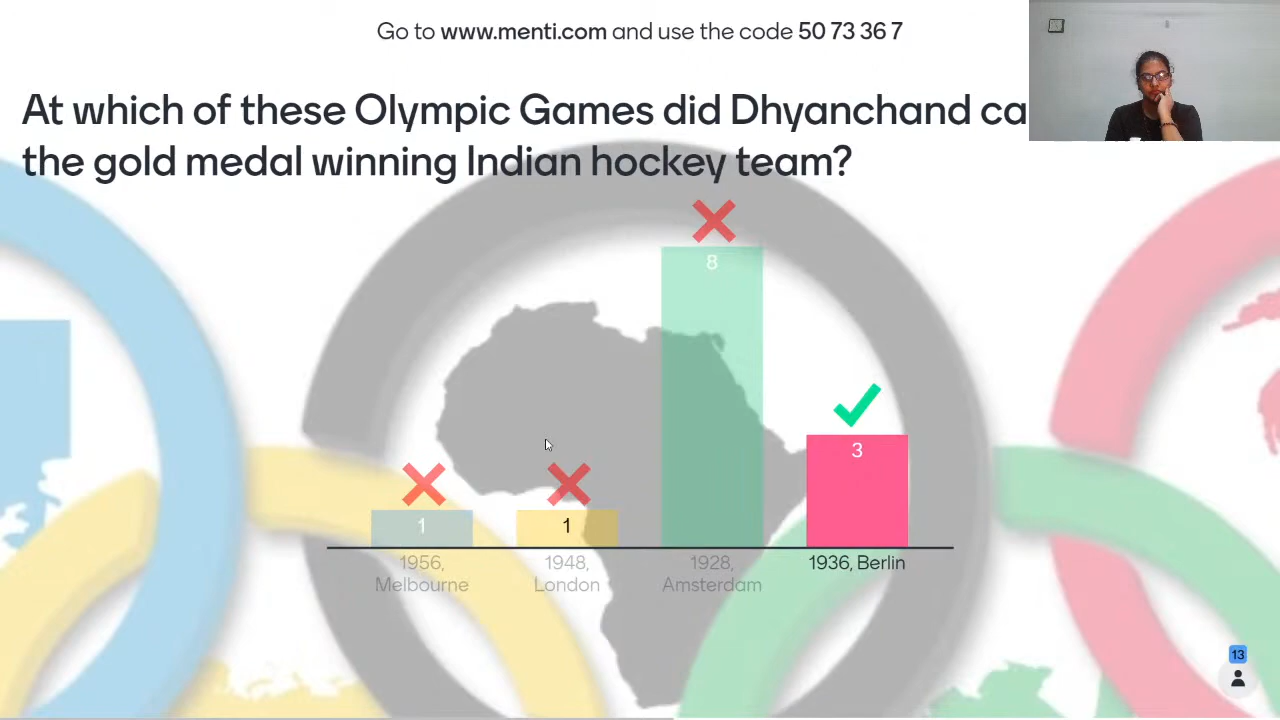 Go to www.menti.com and use the code 50 73 36 7
At which of these Olympic Games did Dhyanchand ca
the gold medal winning Indian hockey team?
8
3
1
1
1956,
Melbourne
1948,
London
1928,
Amsterdam
1936, Berlin
13